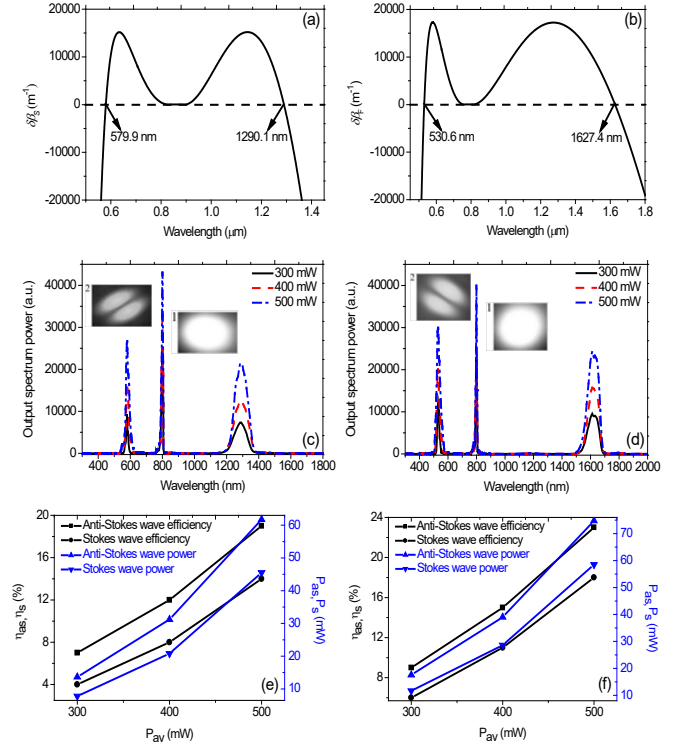 (a)
20000
10000
0
-10000
-20000
δβs (m⁻¹)
579.9 nm
1290.1 nm
0.6 0.8 1.0 1.2 1.4
Wavelength (μm)
(b)
20000
10000
0
-10000
-20000
530.6 nm
1627.4 nm
0.4 0.6 0.8 1.0 1.2 1.4 1.6 1.8
Wavelength (μm)
40000
30000
20000
10000
0
Output spectrum power (a.u.)
2
1
300 mW
400 mW
500 mW
(c)
400 600 800 1000 1200 1400 1600 1800
Wavelength (nm)
40000
30000
20000
10000
0
Output spectrum power (a.u.)
2
1
300 mW
400 mW
500 mW
(d)
400 600 800 1000 1200 1400 1600 1800 2000
Wavelength (nm)
20
16
12
8
4
ηas,ηs (%)
Anti-Stokes wave efficiency
Stokes wave efficiency
Anti-Stokes wave power
Stokes wave power
60
50
40
30
20
10
Pas,Ps (mW)
(e)
300 400 500
Pav (mW)
24
21
18
15
12
9
6
ηas,ηs (%)
Anti-Stokes wave efficiency
Stokes wave efficiency
Anti-Stokes wave power
Stokes wave power
70
60
50
40
30
20
10
Pas,Ps (mW)
(f)
300 400 500
Pav (mW)